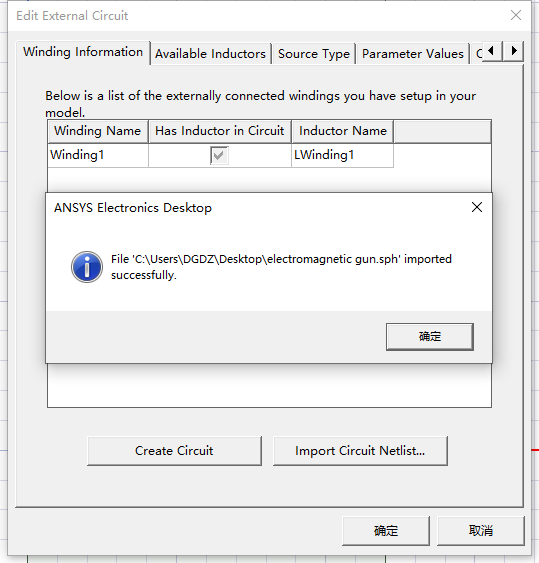 Edit External Circuit
Winding Information
Available Inductors
Source Type
Parameter Values
Below is a list of the externally connected windings you have setup in your
model.
Winding Name
Has Inductor in Circuit
Inductor Name
Winding1
LWinding1
ANSYS Electronics Desktop
File 'C:\Users\DGDZ\Desktop\electromagnetic gun.sph' imported
successfully.
确定
Create Circuit
Import Circuit Netlist...
确定
取消